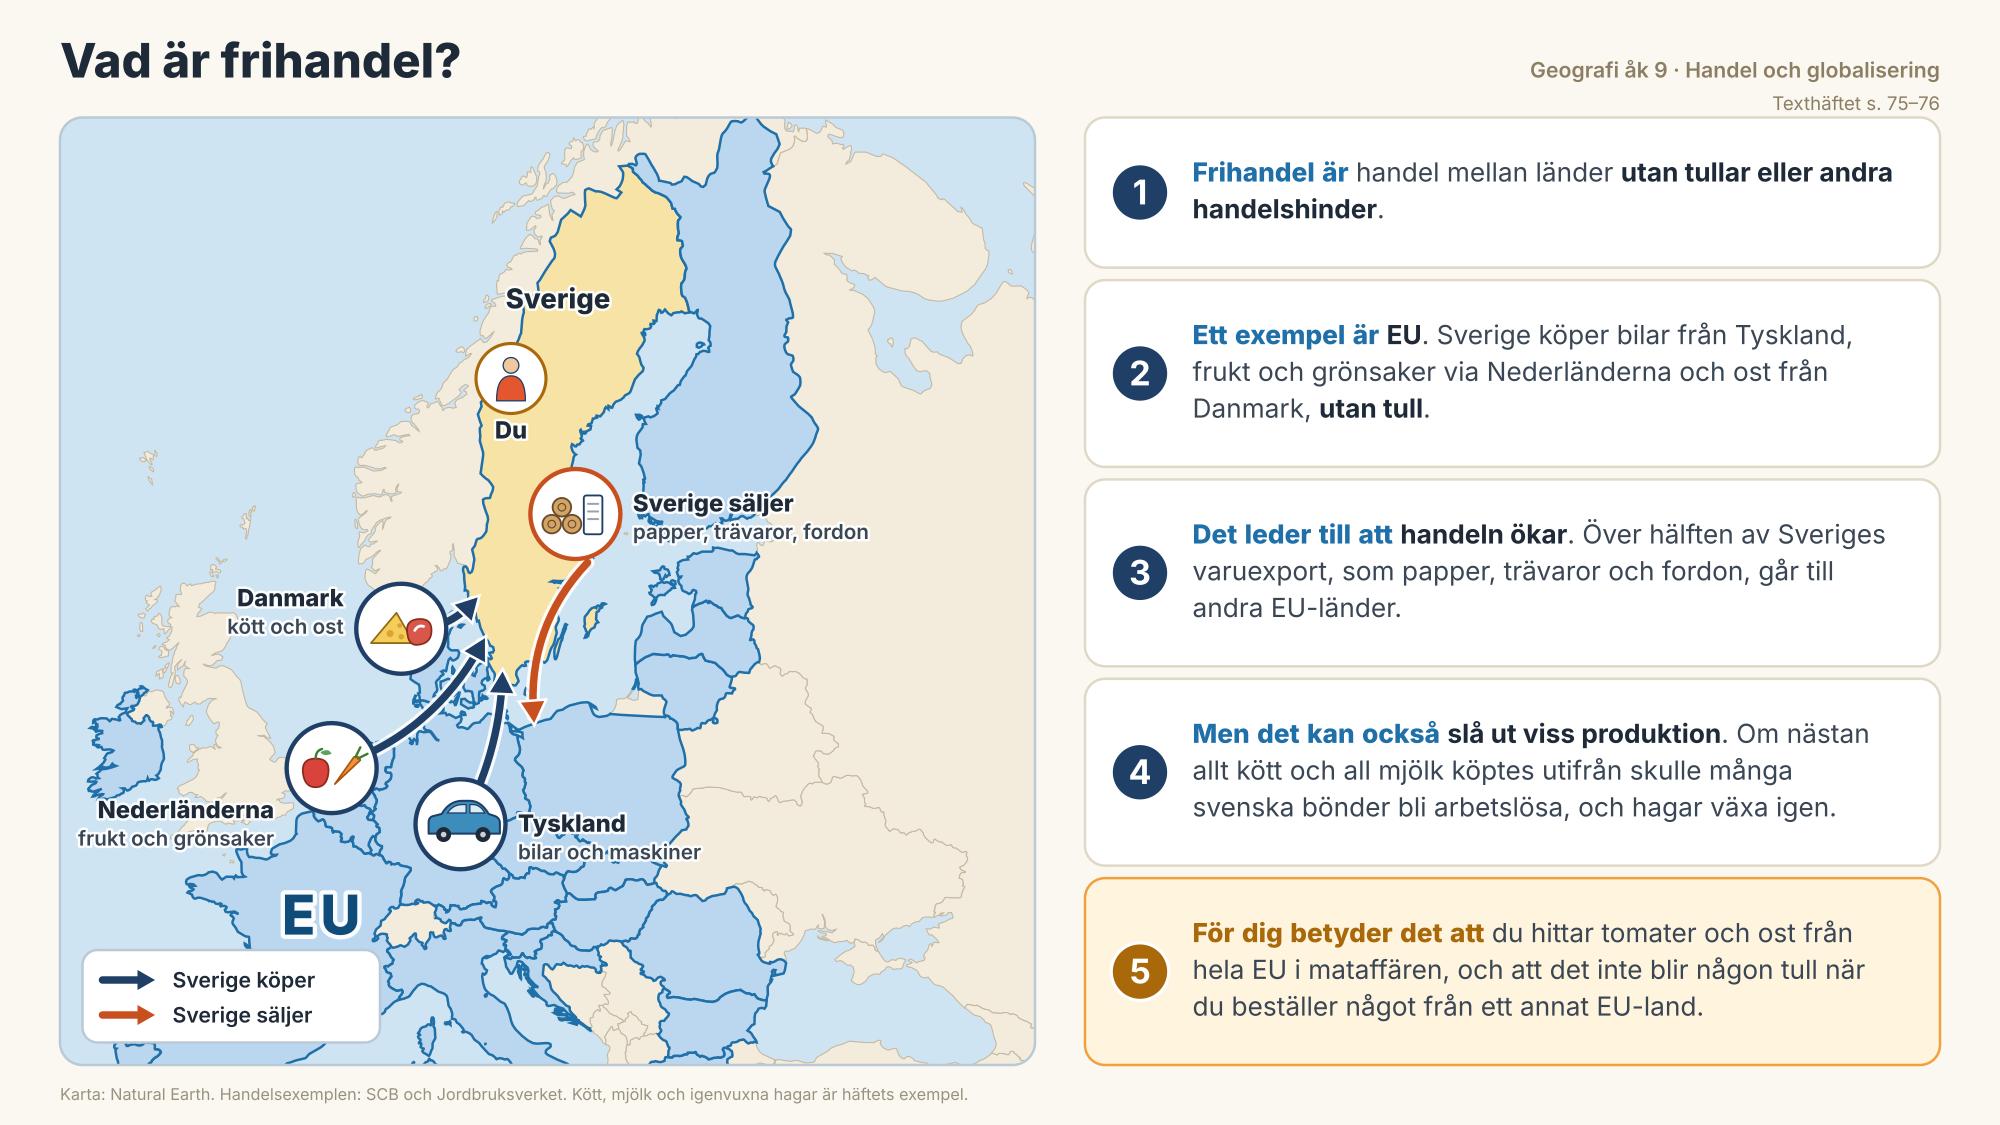 Vad är frihandel?
Geografi åk 9 · Handel och globalisering
Texthäftet s. 75–76
Sverige
Du
Sverige säljer
papper, trävaror, fordon
Danmark
kött och ost
Nederländerna
frukt och grönsaker
Tyskland
bilar och maskiner
EU
Sverige köper
Sverige säljer
1
Frihandel är handel mellan länder utan tullar eller andra
handelshinder.
2
Ett exempel är EU. Sverige köper bilar från Tyskland,
frukt och grönsaker via Nederländerna och ost från
Danmark, utan tull.
3
Det leder till att handeln ökar. Över hälften av Sveriges
varuexport, som papper, trävaror och fordon, går till
andra EU-länder.
4
Men det kan också slå ut viss produktion. Om nästan
allt kött och all mjölk köptes utifrån skulle många
svenska bönder bli arbetslösa, och hagar växa igen.
5
För dig betyder det att du hittar tomater och ost från
hela EU i mataffären, och att det inte blir någon tull när
du beställer något från ett annat EU-land.
Karta: Natural Earth. Handelsexemplen: SCB och Jordbruksverket. Kött, mjölk och igenvuxna hagar är häftets exempel.